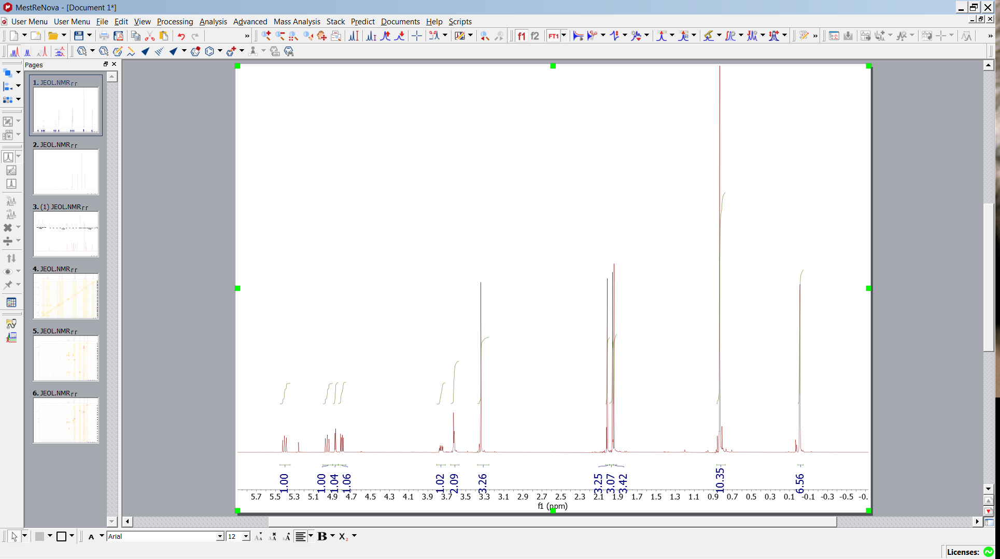 MestReNova - [Document 1*]
User Menu User Menu File Edit View Processing Analysis Advanced Mass Analysis Stack Predict Documents Help Scripts
f1 f2 FT1
Pages
1. JEOL.NMR┌┌
2. JEOL.NMR┌┌
3. (1) JEOL.NMR┌┌
4. JEOL.NMR┌┌
5. JEOL.NMR┌┌
6. JEOL.NMR┌┌
1.00 1.00 1.04 1.06 1.02 2.09 3.26 3.25 3.07 3.42 10.35 6.56
5.7 5.5 5.3 5.1 4.9 4.7 4.5 4.3 4.1 3.9 3.7 3.5 3.3 3.1 2.9 2.7 2.5 2.3 2.1 1.9 1.7 1.5 1.3 1.1 0.9 0.7 0.5 0.3 0.1 -0.1 -0.3 -0.5 -0.
f1 (ppm)
A Arial 12 B X₂
Licenses: